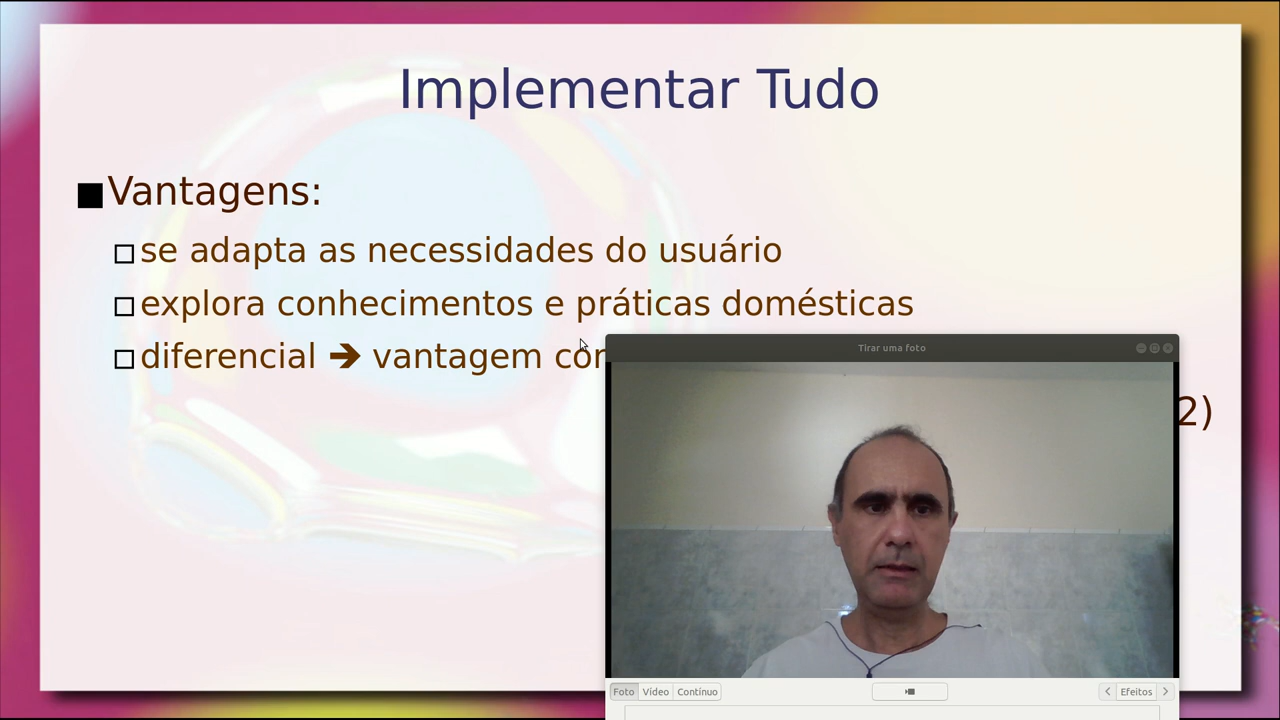 Implementar Tudo
Vantagens:
se adapta as necessidades do usuário
explora conhecimentos e práticas domésticas
diferencial ➔ vantagem
2)
Tirar uma foto
Foto Vídeo Contínuo Efeitos